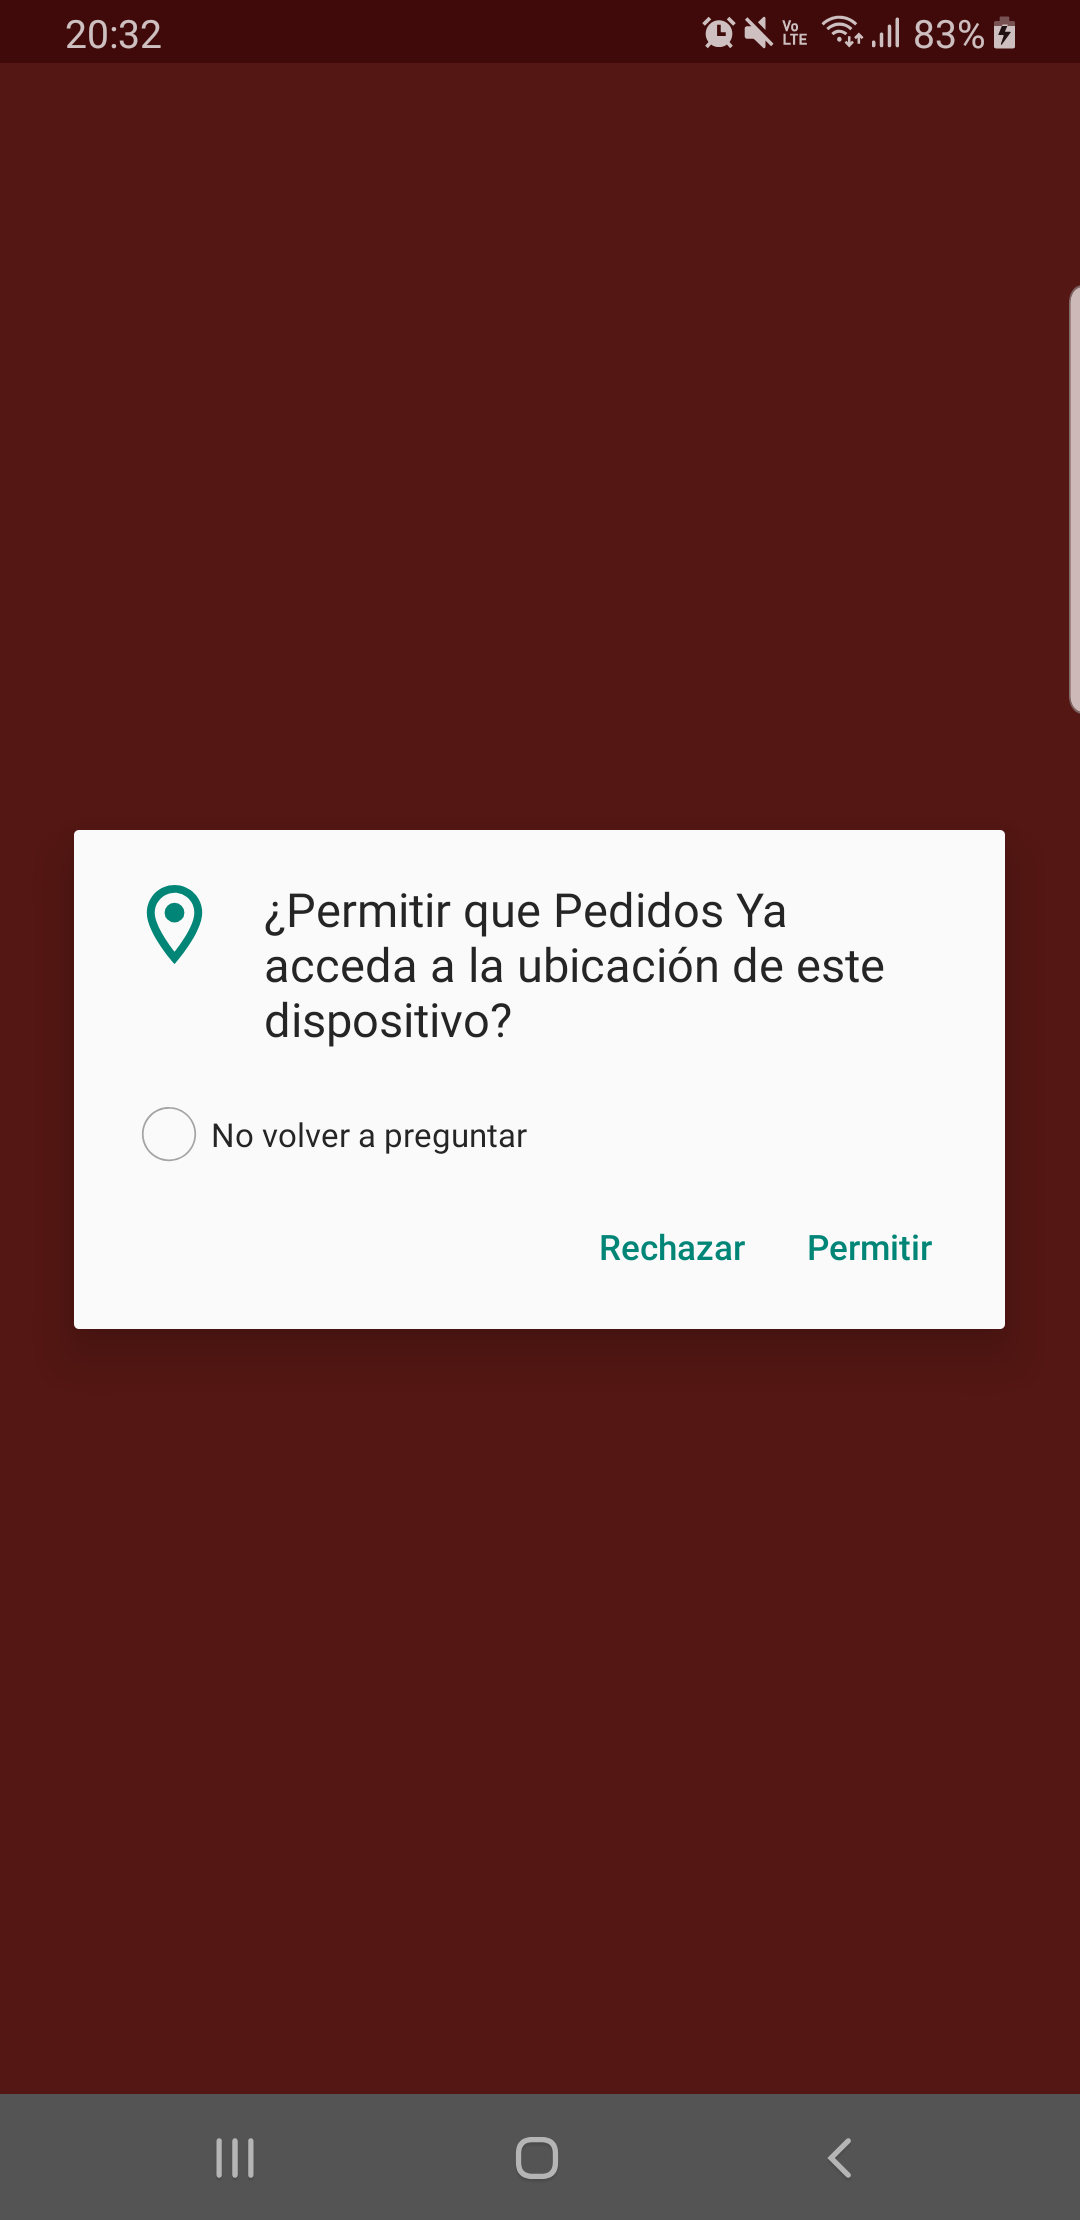 20:32
Vo LTE 83%
¿Permitir que Pedidos Ya
acceda a la ubicación de este
dispositivo?
No volver a preguntar
Rechazar Permitir